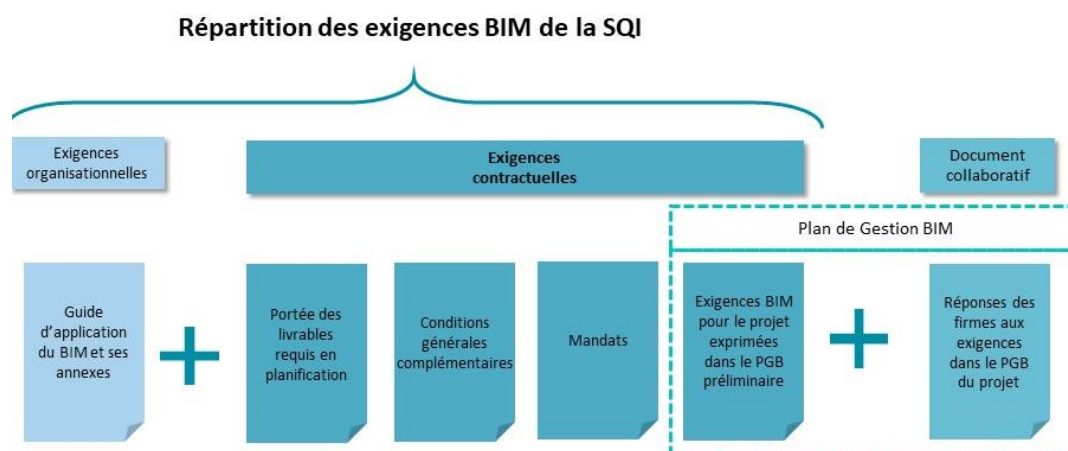 Répartition des exigences BIM de la SQI
Exigences
organisationnelles
Exigences
contractuelles
Document
collaboratif
Plan de Gestion BIM
Guide
d'application
du BIM et ses
annexes
Portée des
livrables
requis en
planification
Conditions
générales
complémentaires
Mandats
Exigences BIM
pour le projet
exprimées
dans le PGB
préliminaire
Réponses des
firmes aux
exigences
dans le PGB
du projet